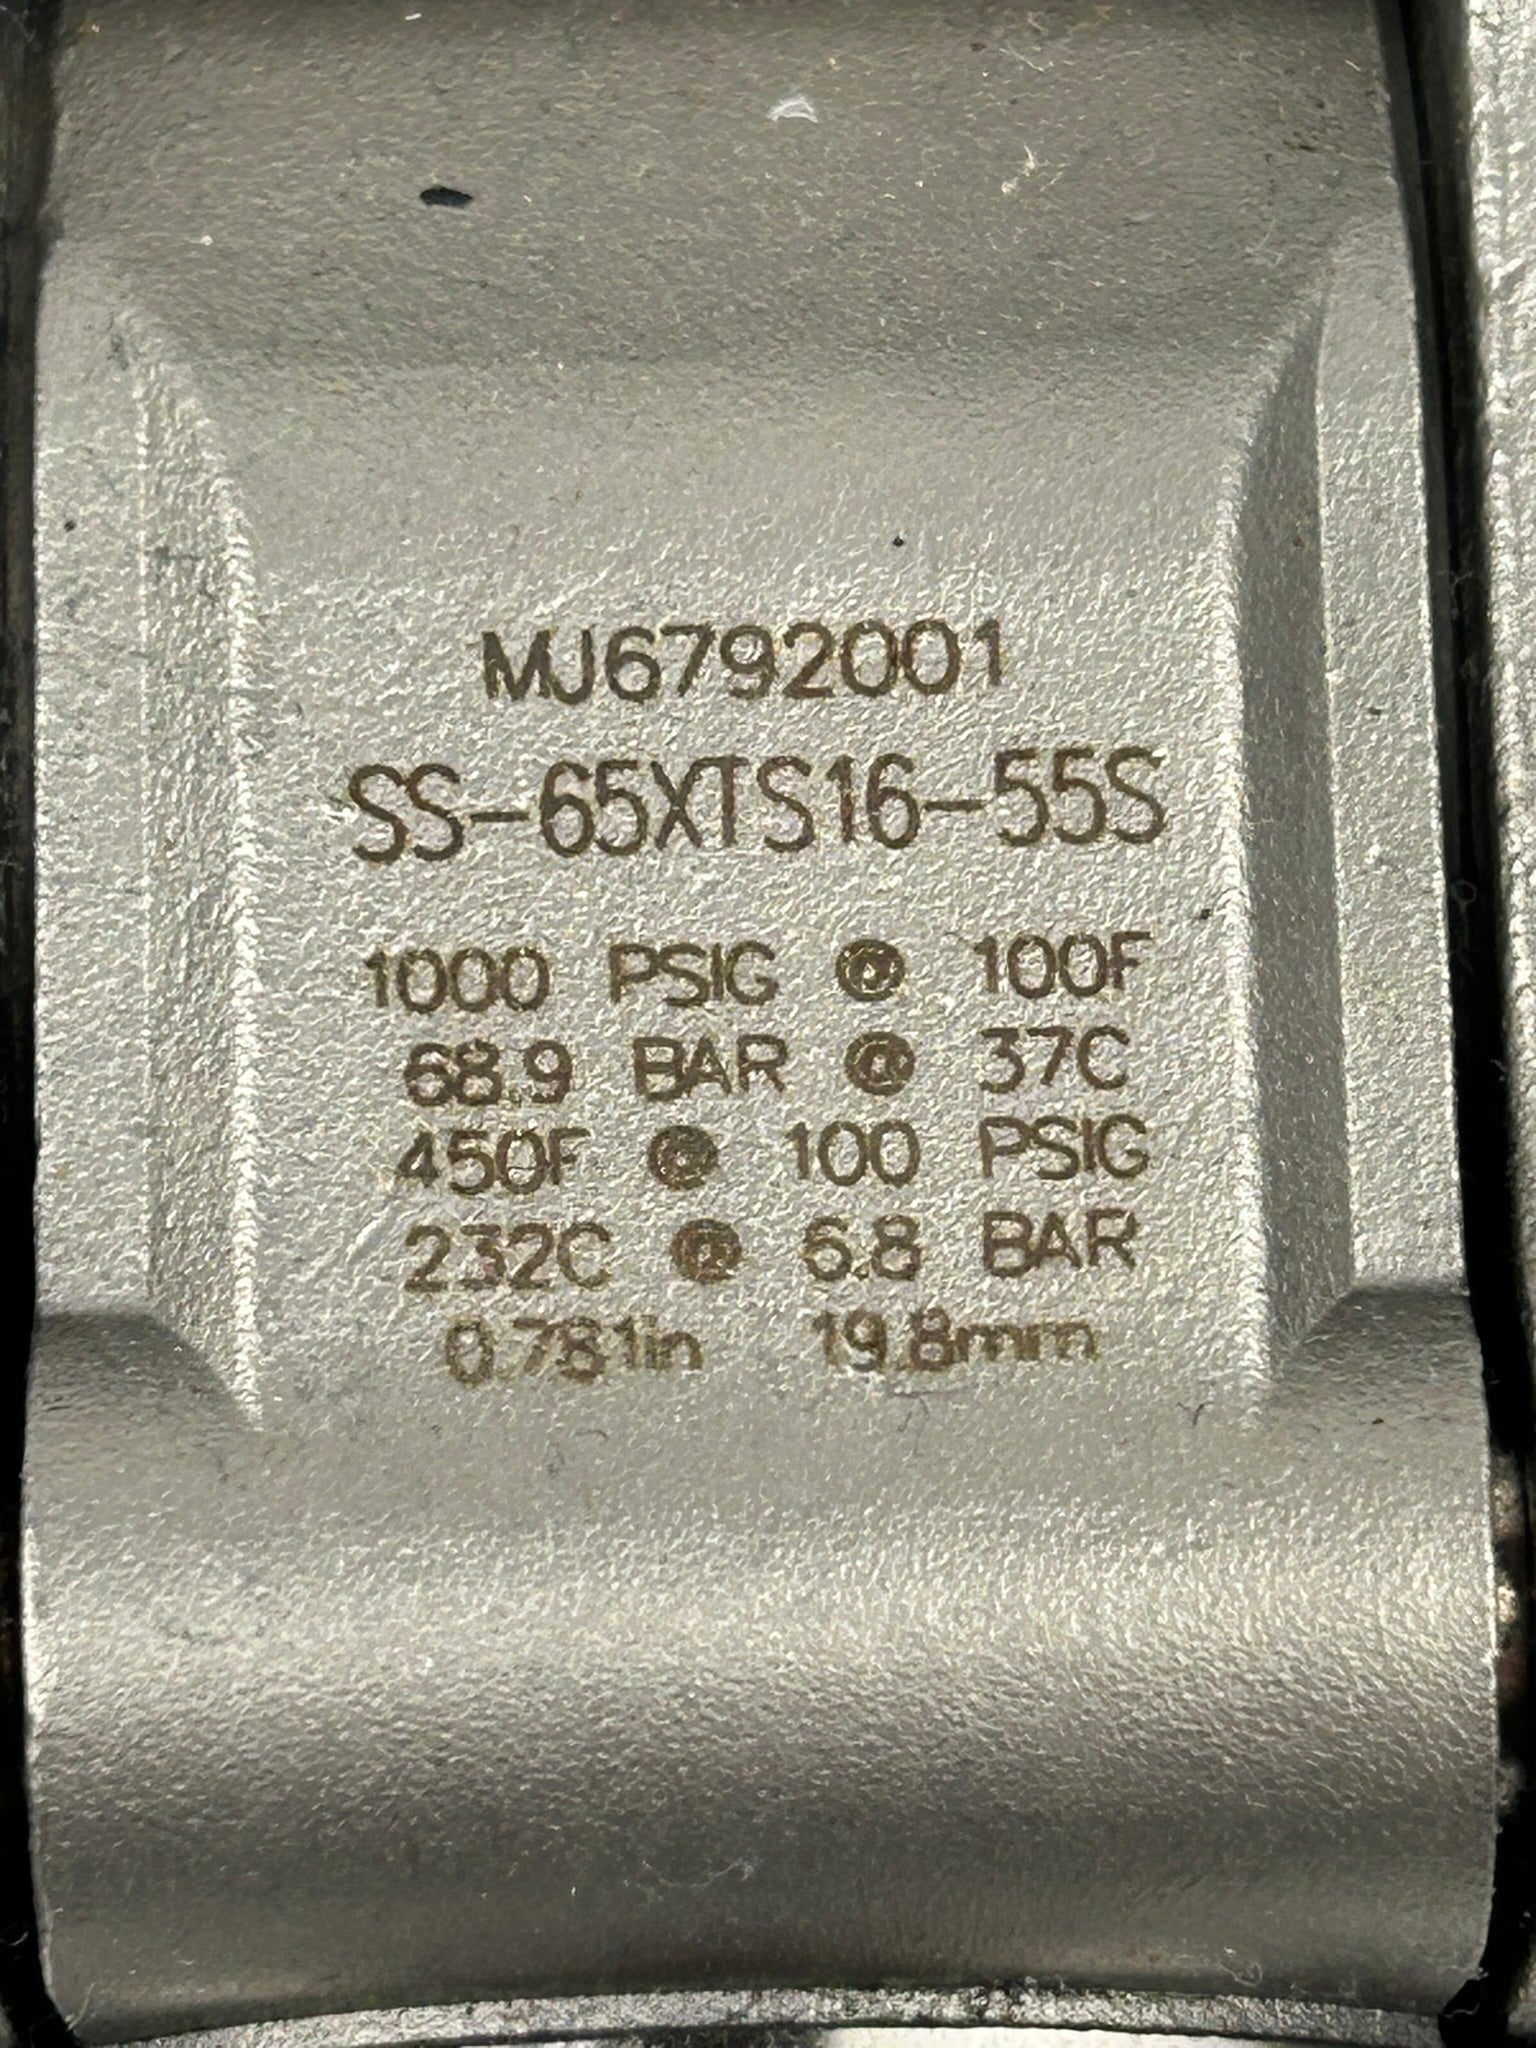 MJ6792001
SS-65XTS16-55S
1000 PSIG @ 100F
68.9 BAR @ 37C
450F @ 100 PSIG
232C @ 6.8 BAR
0.781in 19.8mm